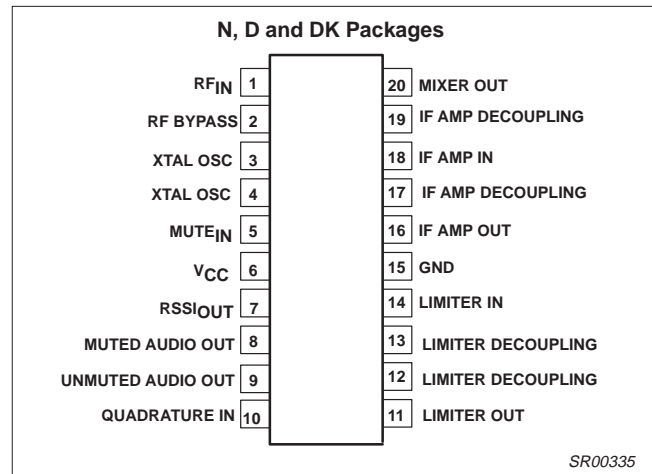 N, D and DK Packages
RFIN 1
RF BYPASS 2
XTAL OSC 3
XTAL OSC 4
MUTEIN 5
VCC 6
RSSIOUT 7
MUTED AUDIO OUT 8
UNMUTED AUDIO OUT 9
QUADRATURE IN 10
20 MIXER OUT
19 IF AMP DECOUPLING
18 IF AMP IN
17 IF AMP DECOUPLING
16 IF AMP OUT
15 GND
14 LIMITER IN
13 LIMITER DECOUPLING
12 LIMITER DECOUPLING
11 LIMITER OUT
SR00335